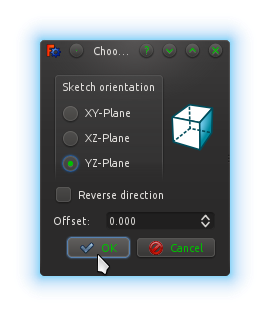 Choo...
Sketch orientation
XY-Plane
XZ-Plane
YZ-Plane
Reverse direction
Offset: 0.000
OK Cancel